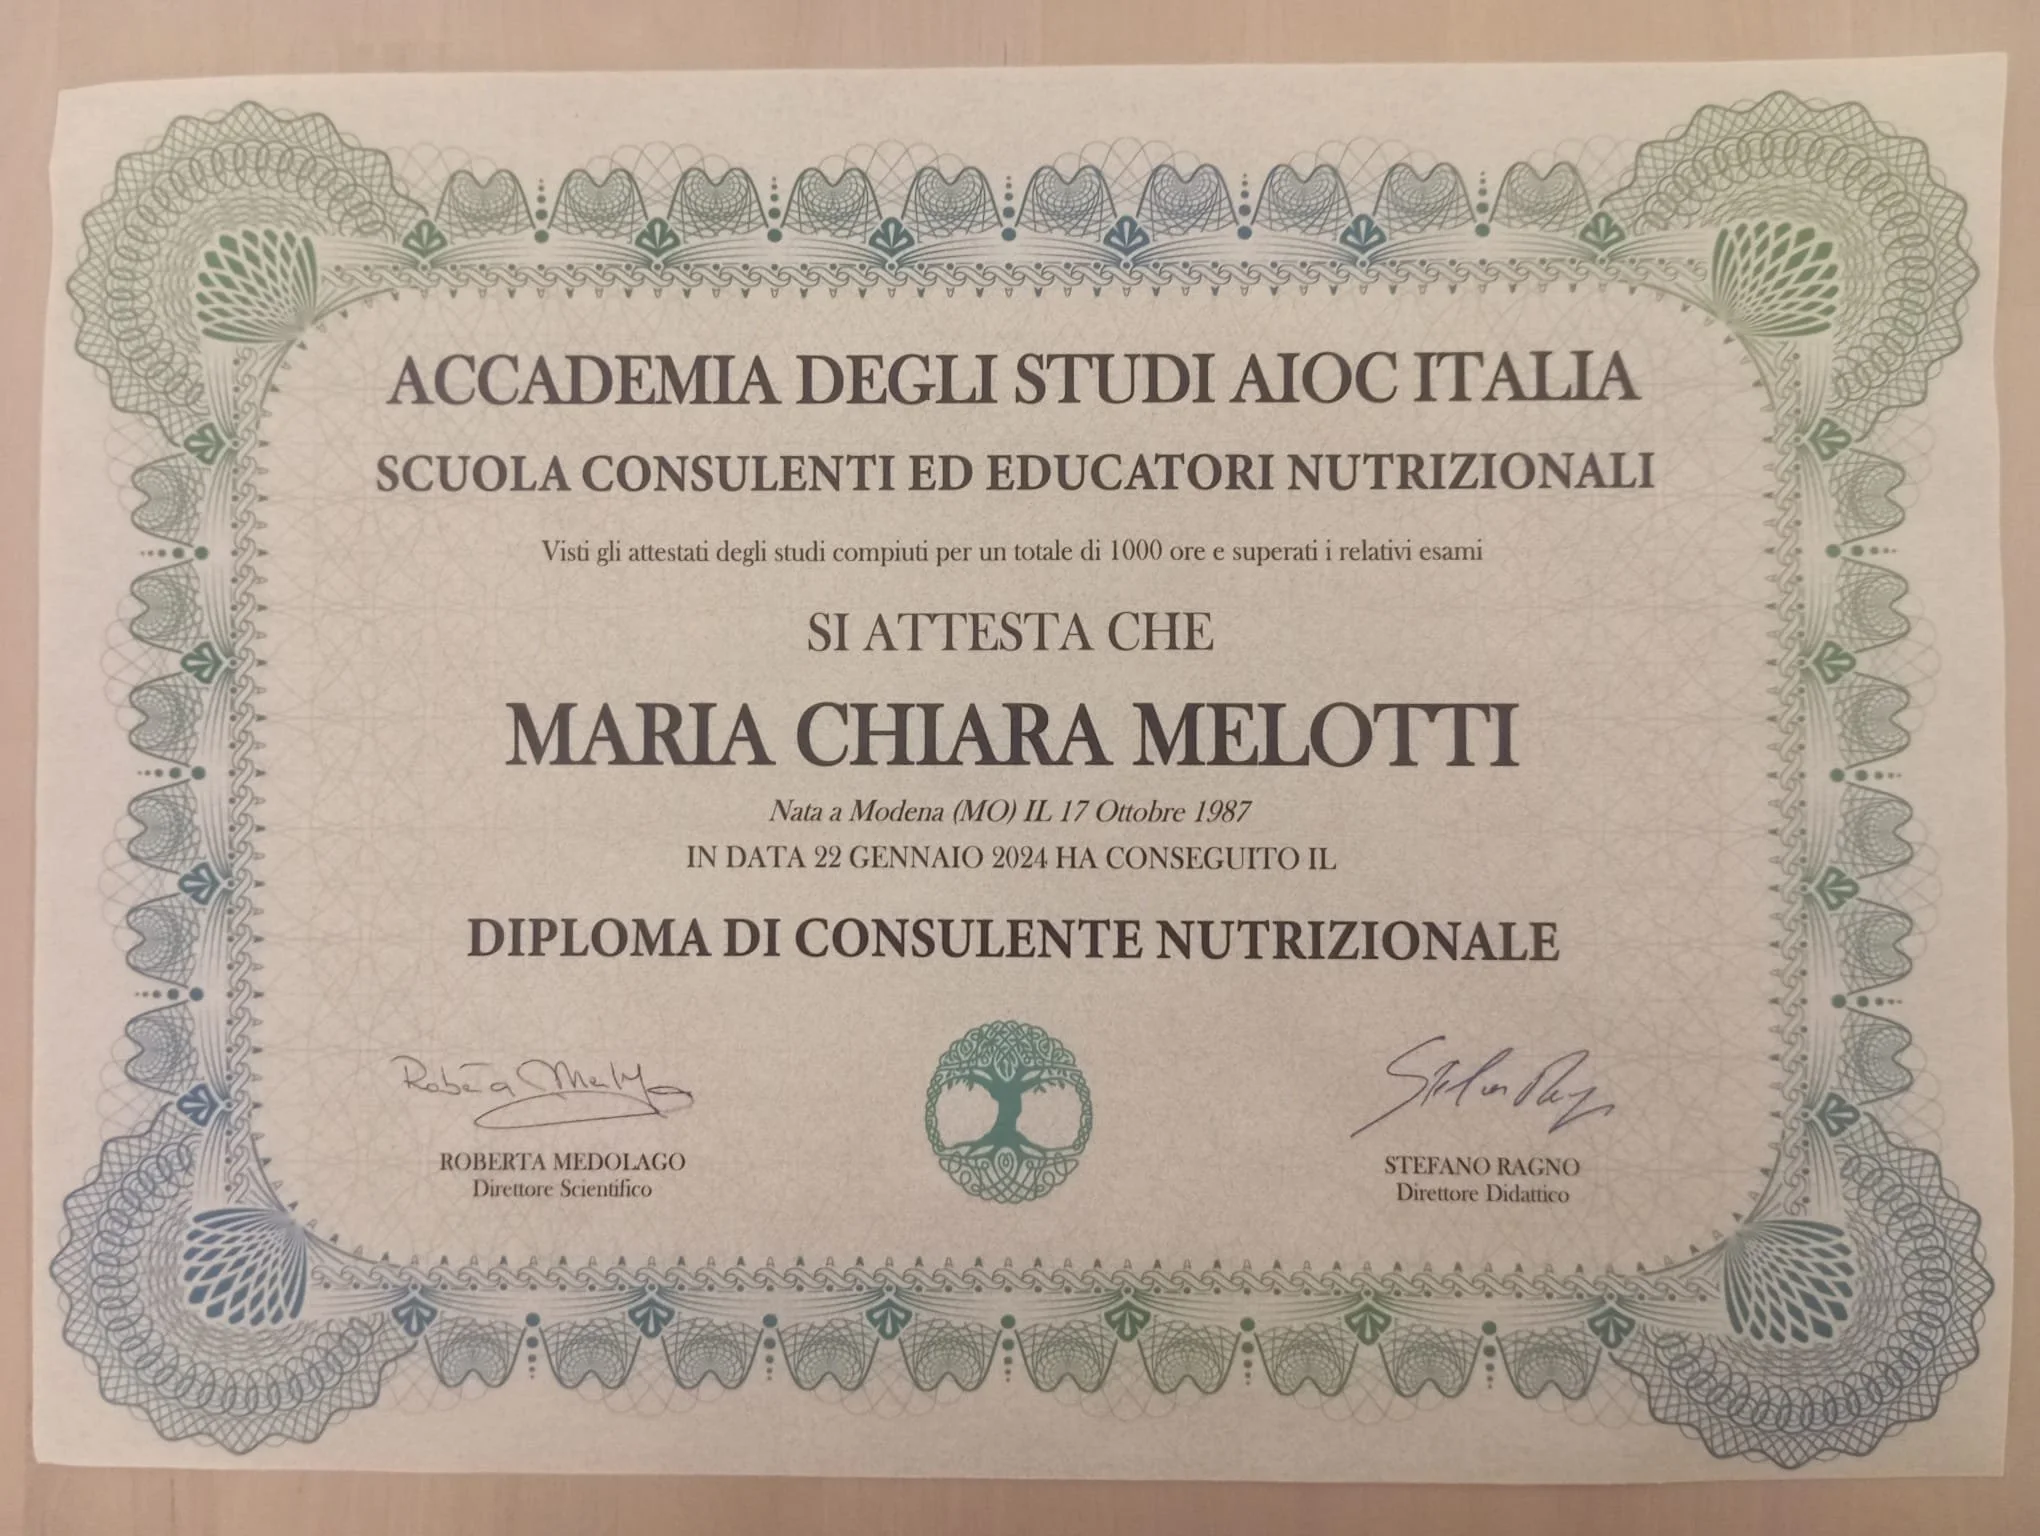 ACCADEMIA DEGLI STUDI AIOC ITALIA
SCUOLA CONSULENTI ED EDUCATORI NUTRIZIONALI
Visti gli attestati degli studi compiuti per un totale di 1000 ore e superati i relativi esami
SI ATTESTA CHE
MARIA CHIARA MELOTTI
Nata a Modena (MO) IL 17 Ottobre 1987
IN DATA 22 GENNAIO 2024 HA CONSEGUITO IL
DIPLOMA DI CONSULENTE NUTRIZIONALE
ROBERTA MEDOLAGO
Direttore Scientifico
STEFANO RAGNO
Direttore Didattico